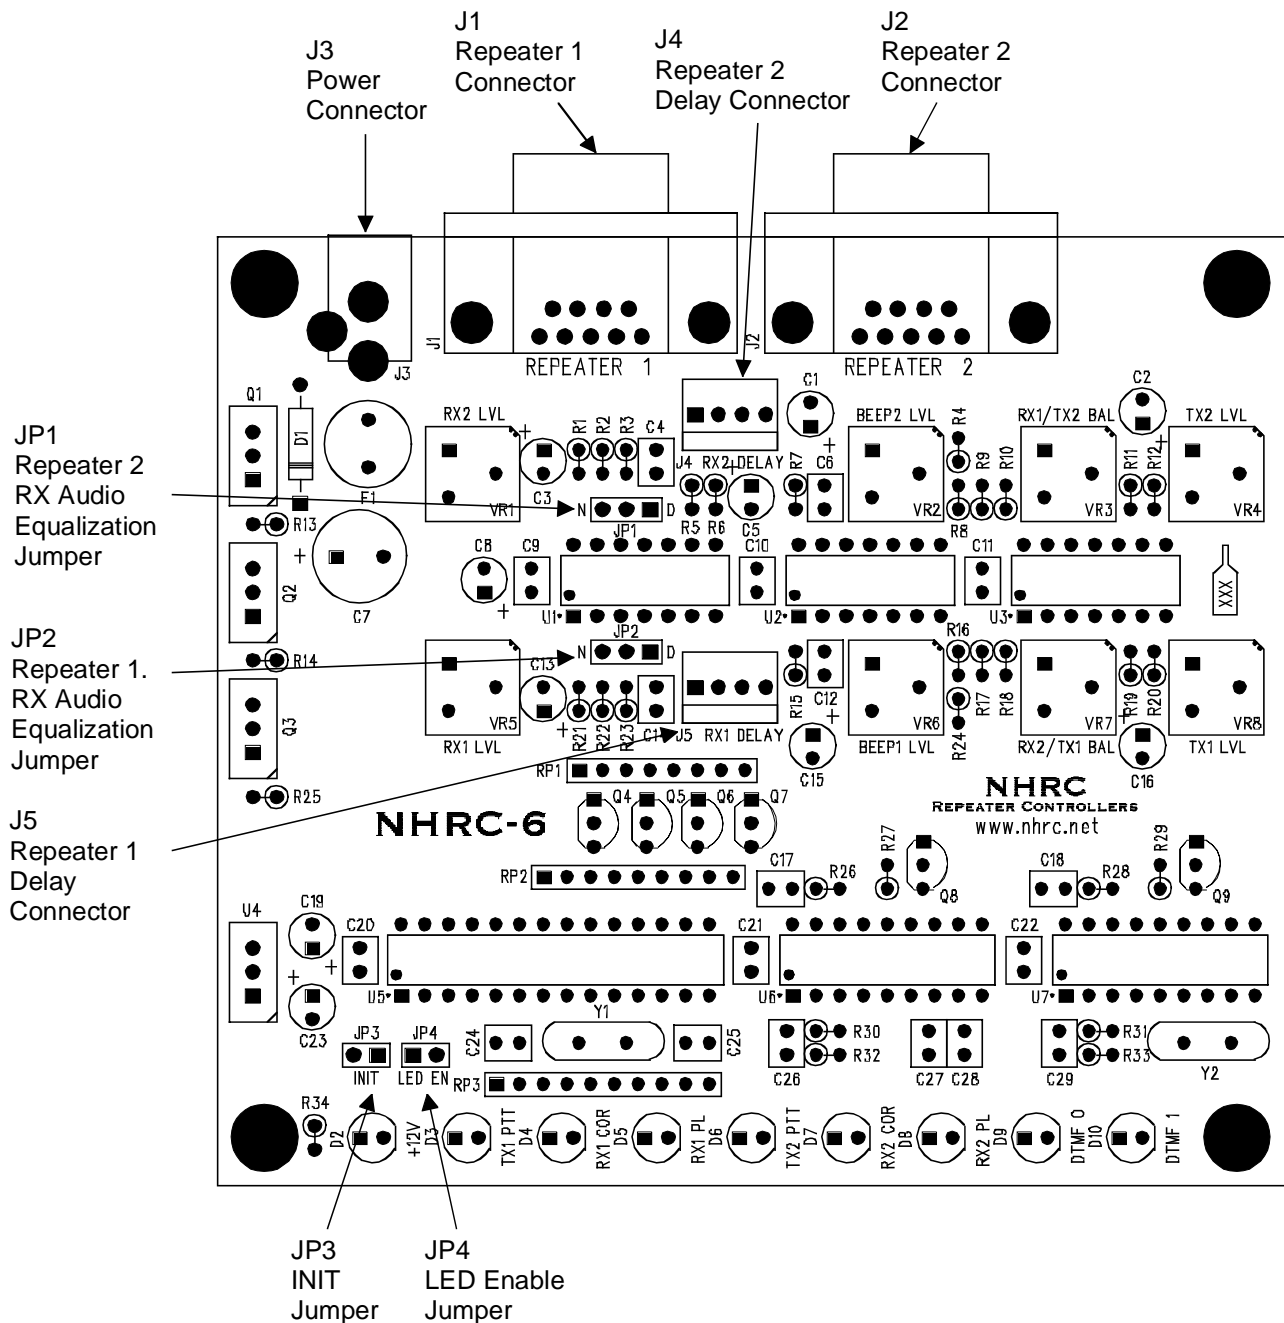 J3
Power
Connector
J1
Repeater 1
Connector
J4
Repeater 2
Delay Connector
J2
Repeater 2
Connector
JP1
Repeater 2
RX Audio
Equalization
Jumper
JP2
Repeater 1.
RX Audio
Equalization
Jumper
J5
Repeater 1
Delay
Connector
J1
J2
J3
REPEATER 1
REPEATER 2
Q1
D1
F1
RX2 LVL
VR1
+
C3
R1
R2
R3
C4
J4
RX2 DELAY
C1
+
BEEP2 LVL
VR2
R4
RX1/TX2 BAL
VR3
C2
+
TX2 LVL
VR4
R13
N
D
JP1
R5
R6
+
C5
R7
C6
R8
R9
R10
R11
R12
Q2
+
C7
C8
+
C9
U1
C10
U2
C11
U3
XXX
R14
N
JP2
D
RX1 LVL
VR5
C13
+
R21
R22
R23
C1
J5
RX1 DELAY
R15
C12
+
C15
BEEP1 LVL
VR6
R16
R17
R18
R24
RX2/TX1 BAL
VR7
R19
R20
+
C16
TX1 LVL
VR8
Q3
R25
RP1
NHRC-6
Q4
Q5
Q6
Q7
NHRC
REPEATER CONTROLLERS
www.nhrc.net
RP2
C17
R26
R27
Q8
C18
R28
R29
Q9
U4
C19
+
+
C23
C20
U5
C21
U6
C22
U7
JP3
INIT
JP4
LED EN
C24
Y1
C25
RP3
R30
R32
C26
C27
C28
R31
R33
C29
Y2
R34
D2
+12V
D3
TX1 PTT
D4
RX1 COR
D5
RX1 PL
D6
TX2 PTT
D7
RX2 COR
D8
RX2 PL
D9
DTMF 0
D10
DTMF 1
JP3
INIT
Jumper
JP4
LED Enable
Jumper